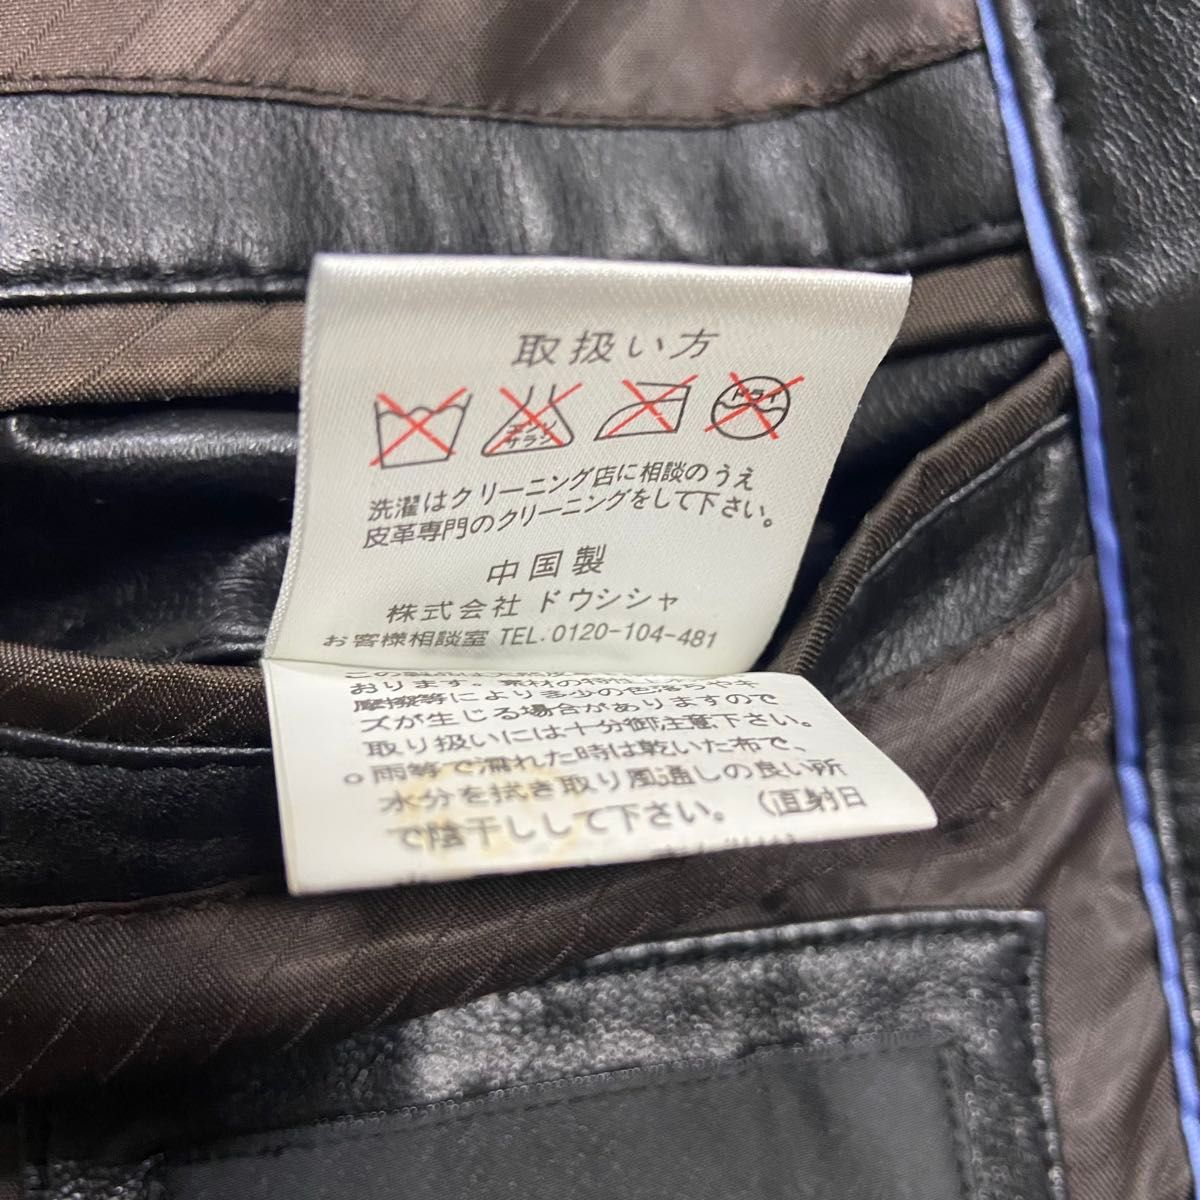 取扱い方
エンソ
サラシ
ドライ
洗濯はクリーニング店に相談のうえ
皮革専門のクリーニングをして下さい。
中国製
株式会社 ドウシシャ
お客様相談室 TEL.0120-104-481
おります。素材の特性上
摩擦等により多少の色落ちやキ
ズが生じる場合がありますので
取り扱いには十分御注意下さい。
○雨等で濡れた時は乾いた布で、
水分を拭き取り風通しの良い所
で陰干しして下さい。(直射日